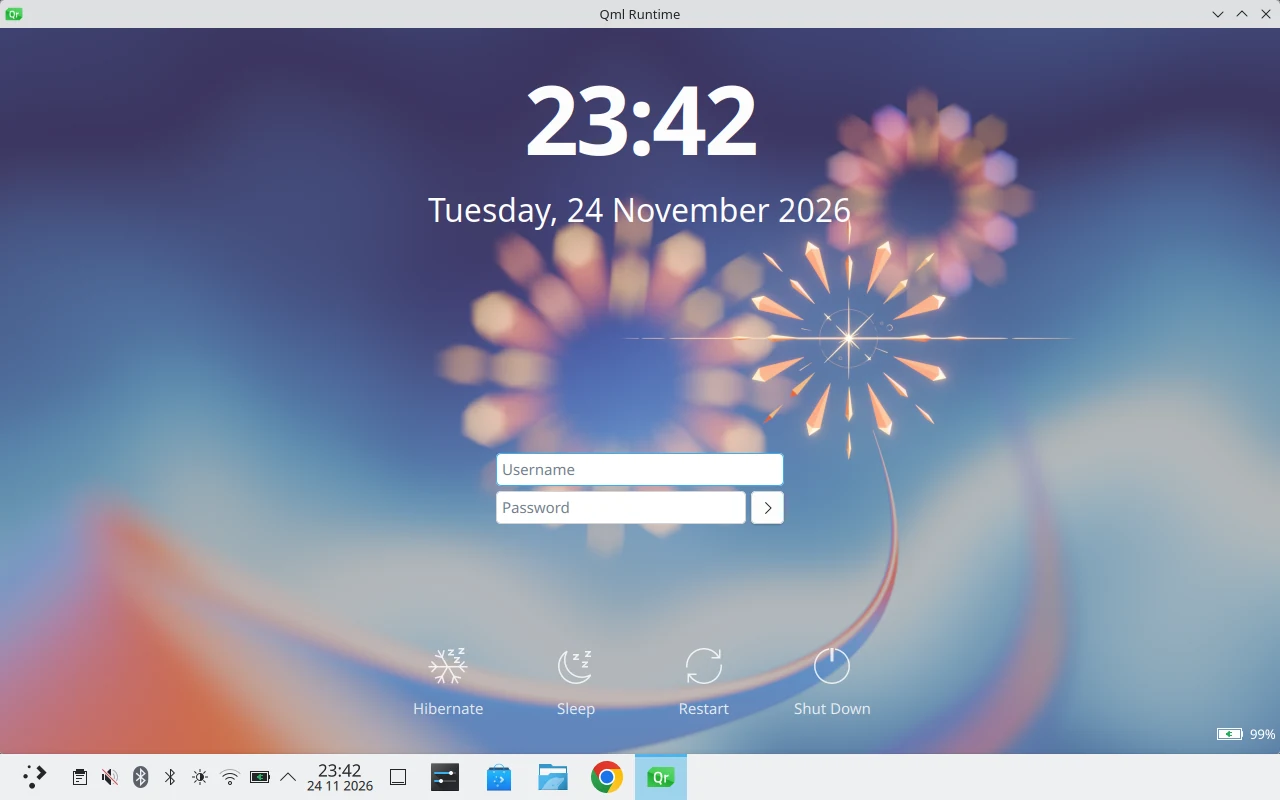 Qml Runtime
23:42
Tuesday, 24 November 2026
Username
Password
Hibernate
Sleep
Restart
Shut Down
99%
23:42
24 11 2026
Qr